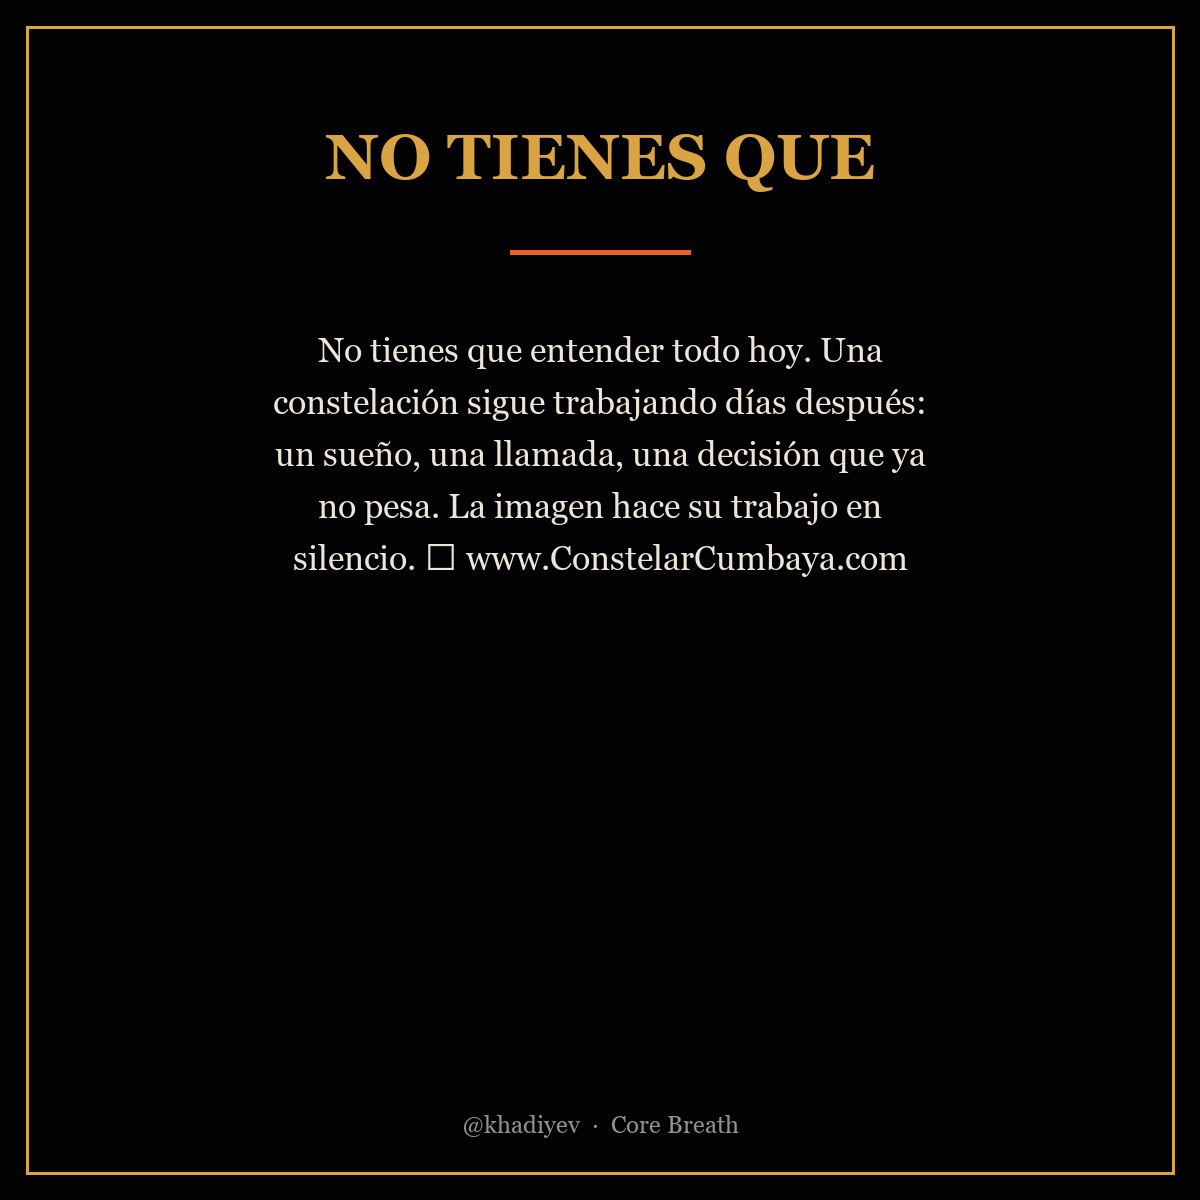 NO TIENES QUE
No tienes que entender todo hoy. Una
constelación sigue trabajando días después:
un sueño, una llamada, una decisión que ya
no pesa. La imagen hace su trabajo en
silencio. □ www.ConstelarCumbaya.com
@khadiyev · Core Breath